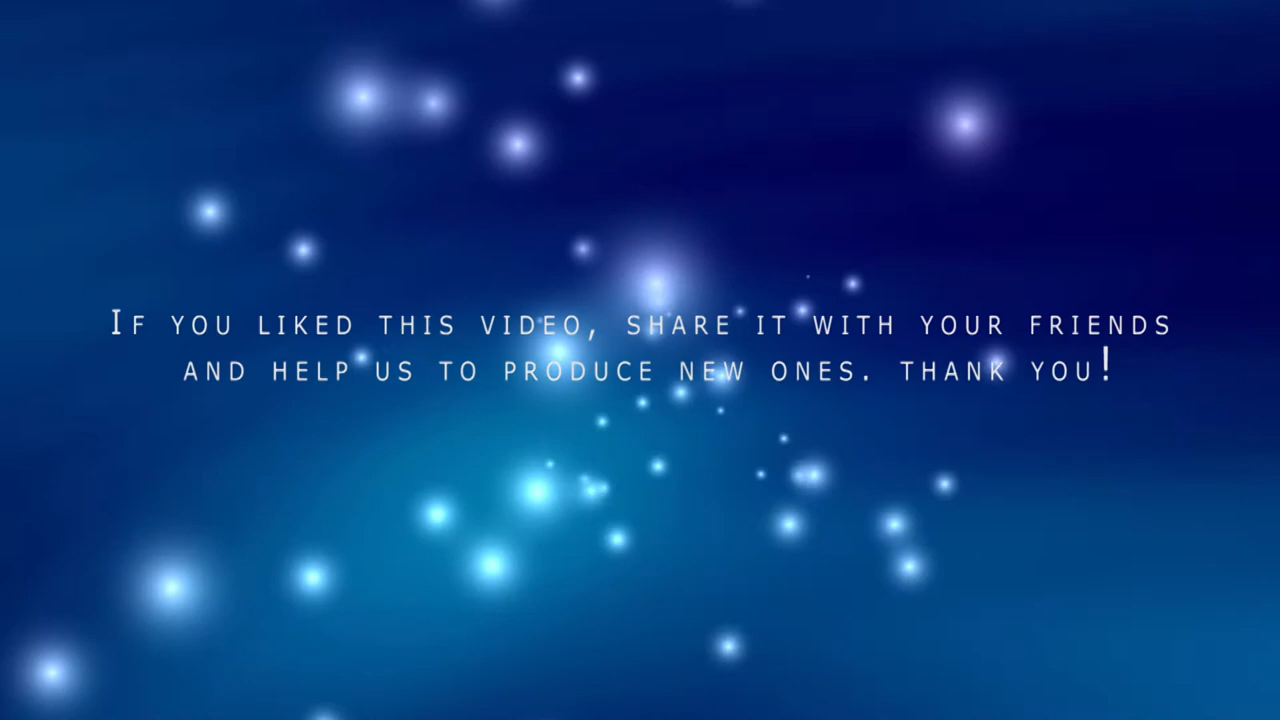 If you liked this video, share it with your friends
and help us to produce new ones. thank you!